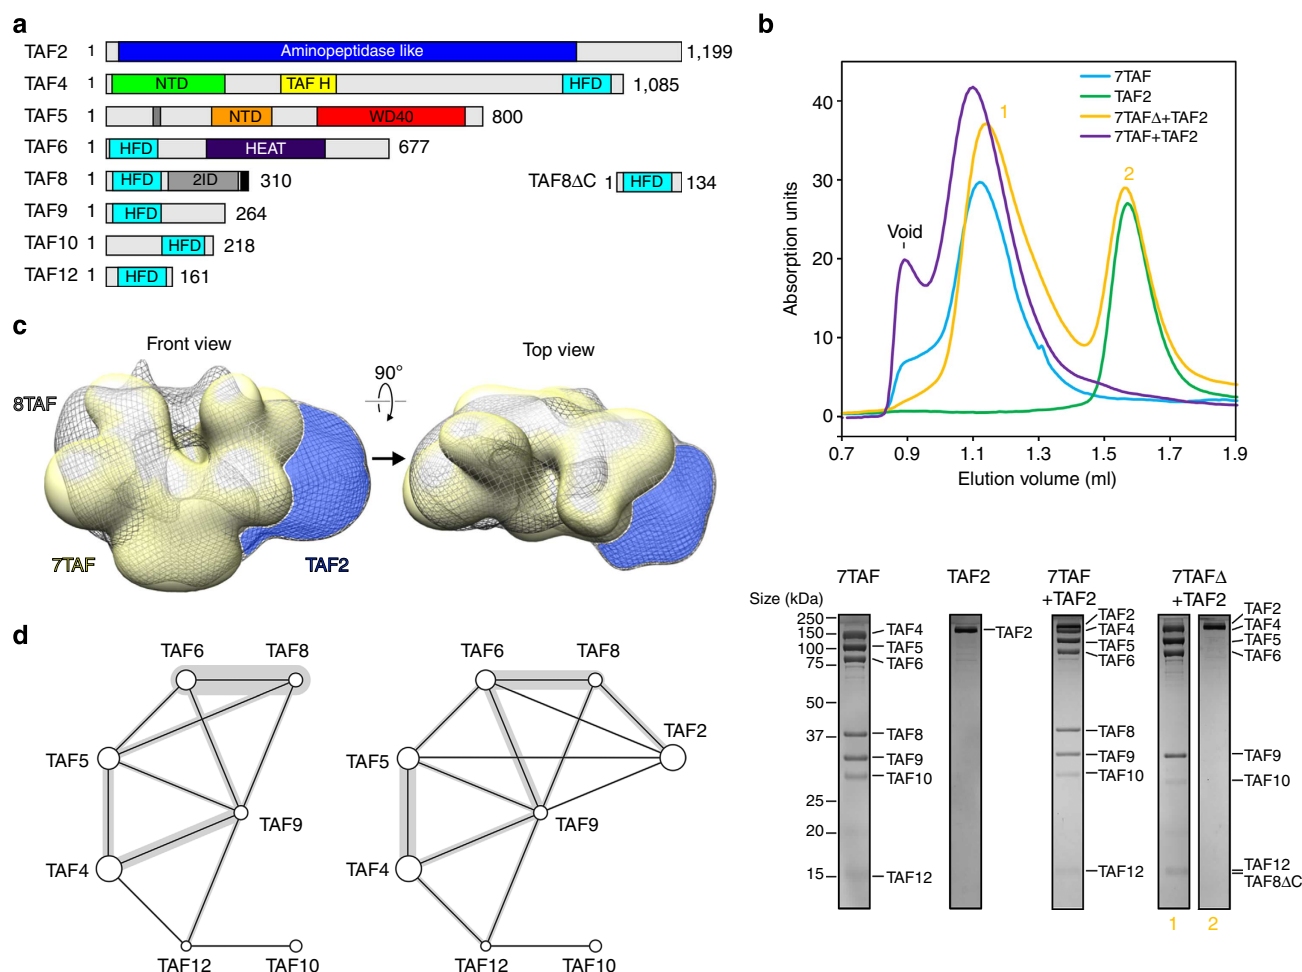 a
TAF2 1 Aminopeptidase like 1,199
TAF4 1 NTD TAF H HFD 1,085
TAF5 1 NTD WD40 800
TAF6 1 HFD HEAT 677
TAF8 1 HFD 2ID 310
TAF8ΔC 1 HFD 134
TAF9 1 HFD 264
TAF10 1 HFD 218
TAF12 1 HFD 161
b
7TAF
TAF2
7TAFΔ+TAF2
7TAF+TAF2
1
2
Void
Absorption units
40
30
20
10
0
0.7 0.9 1.1 1.3 1.5 1.7 1.9
Elution volume (ml)
7TAF TAF2 7TAF +TAF2 7TAFΔ +TAF2
Size (kDa)
250
150
100
75
50
37
25
20
15
TAF4
TAF5
TAF6
TAF8
TAF9
TAF10
TAF12
TAF2
TAF2
TAF4
TAF5
TAF6
TAF8
TAF9
TAF10
TAF12
TAF2
TAF4
TAF5
TAF6
TAF9
TAF10
TAF12
TAF8ΔC
1 2
c
Front view
Top view
90°
8TAF
7TAF
TAF2
d
TAF6 TAF8
TAF5
TAF9
TAF4
TAF12 TAF10
TAF6 TAF8
TAF2
TAF5
TAF9
TAF4
TAF12 TAF10